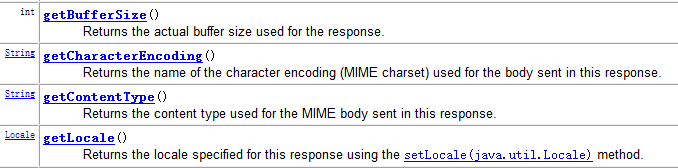 int getBufferSize()
Returns the actual buffer size used for the response.
String getCharacterEncoding()
Returns the name of the character encoding (MIME charset) used for the body sent in this response.
String getContentType()
Returns the content type used for the MIME body sent in this response.
Locale getLocale()
Returns the locale specified for this response using the setLocale(java.util.Locale) method.